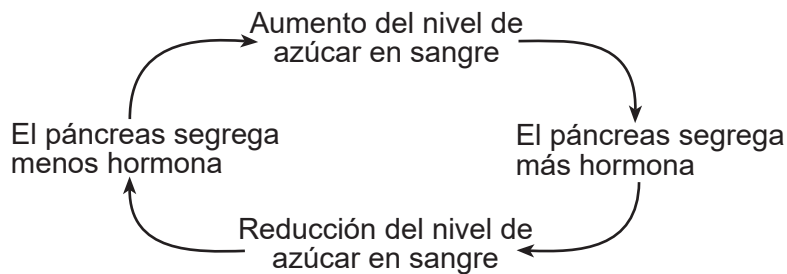 Aumento del nivel de
azúcar en sangre
El páncreas segrega
menos hormona
El páncreas segrega
más hormona
Reducción del nivel de
azúcar en sangre